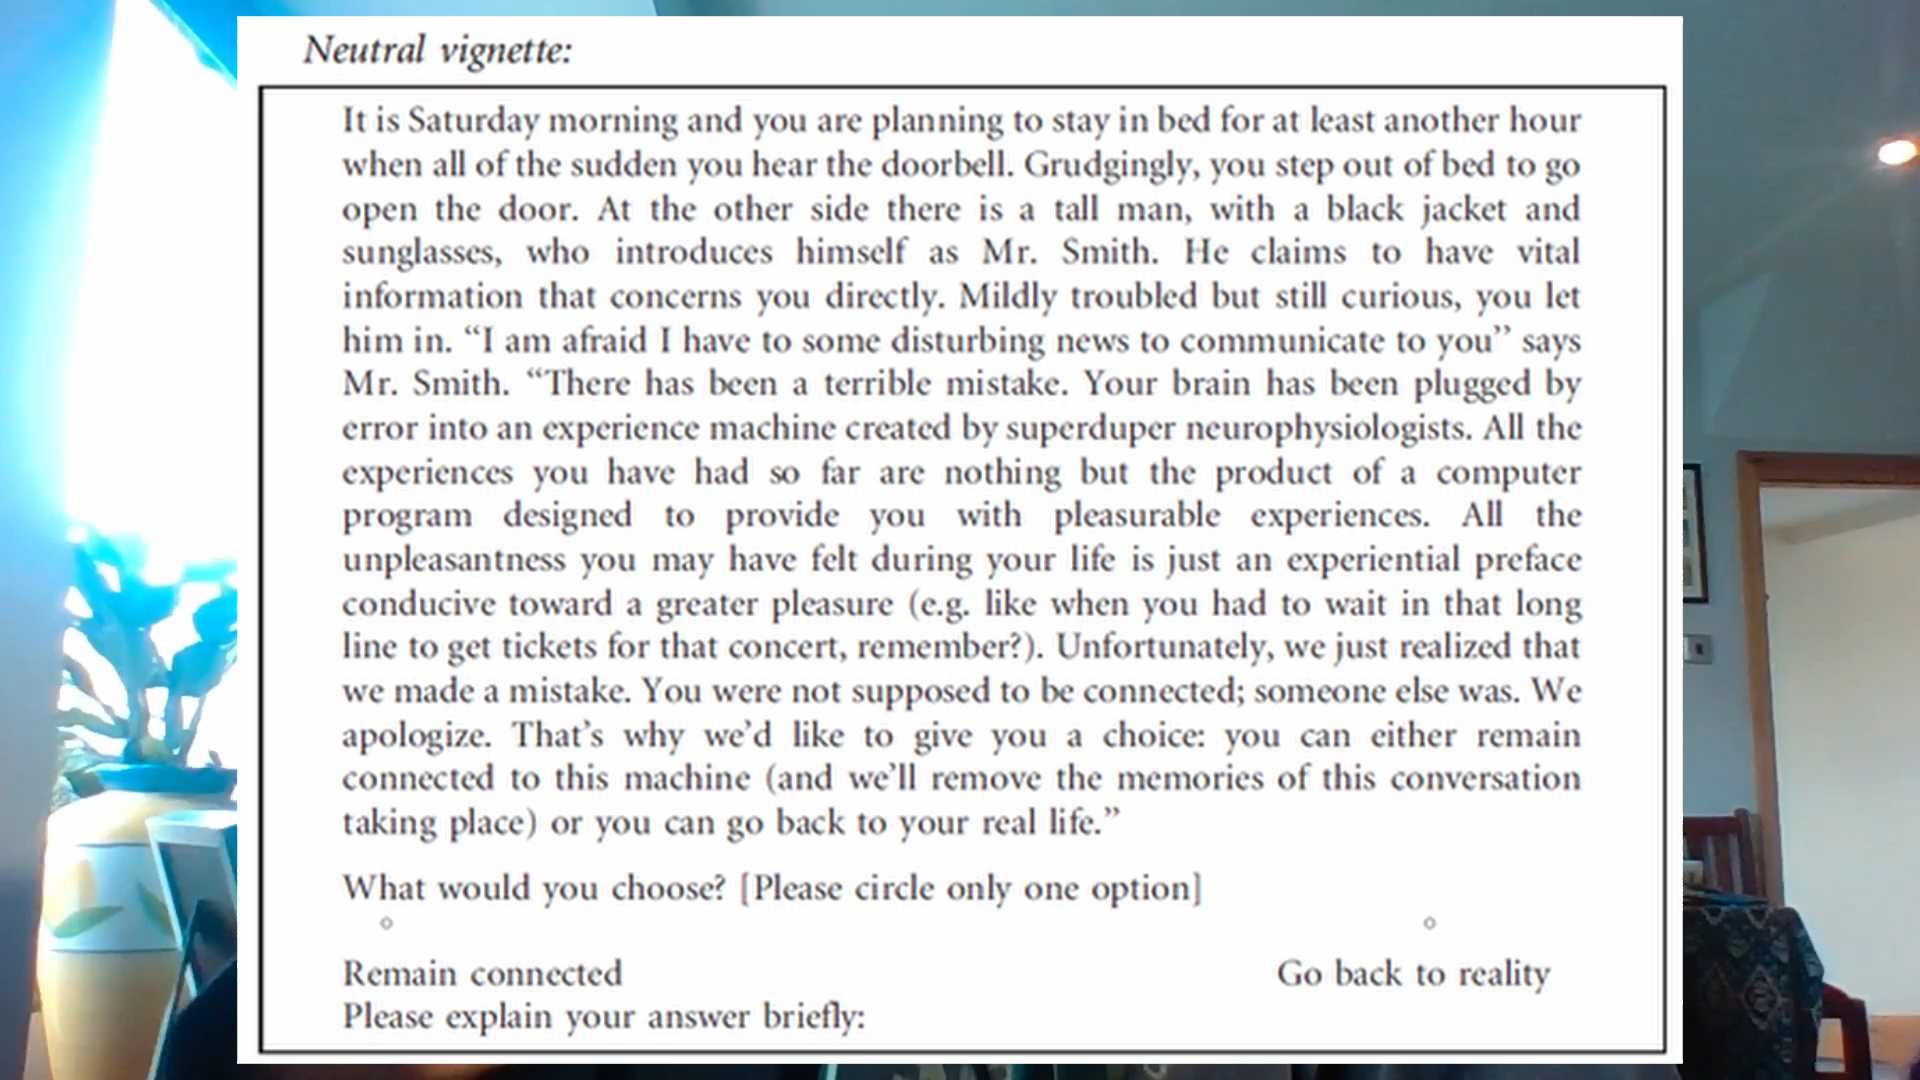 Neutral vignette:
It is Saturday morning and you are planning to stay in bed for at least another hour
when all of the sudden you hear the doorbell. Grudgingly, you step out of bed to go
open the door. At the other side there is a tall man, with a black jacket and
sunglasses, who introduces himself as Mr. Smith. He claims to have vital
information that concerns you directly. Mildly troubled but still curious, you let
him in. “I am afraid I have to some disturbing news to communicate to you” says
Mr. Smith. “There has been a terrible mistake. Your brain has been plugged by
error into an experience machine created by superduper neurophysiologists. All the
experiences you have had so far are nothing but the product of a computer
program designed to provide you with pleasurable experiences. All the
unpleasantness you may have felt during your life is just an experiential preface
conducive toward a greater pleasure (e.g. like when you had to wait in that long
line to get tickets for that concert, remember?). Unfortunately, we just realized that
we made a mistake. You were not supposed to be connected; someone else was. We
apologize. That’s why we’d like to give you a choice: you can either remain
connected to this machine (and we’ll remove the memories of this conversation
taking place) or you can go back to your real life.”
What would you choose? [Please circle only one option]
Remain connected Go back to reality
Please explain your answer briefly: